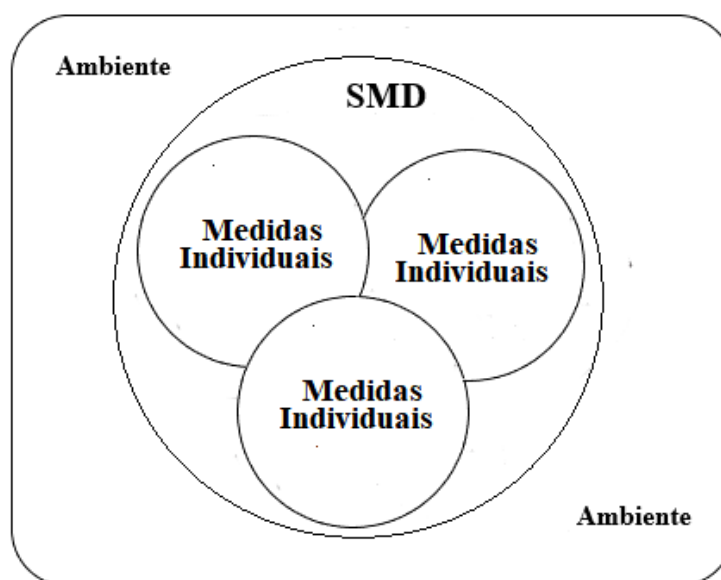 Ambiente
SMD
Medidas
Individuais
Medidas
Individuais
Medidas
Individuais
Ambiente